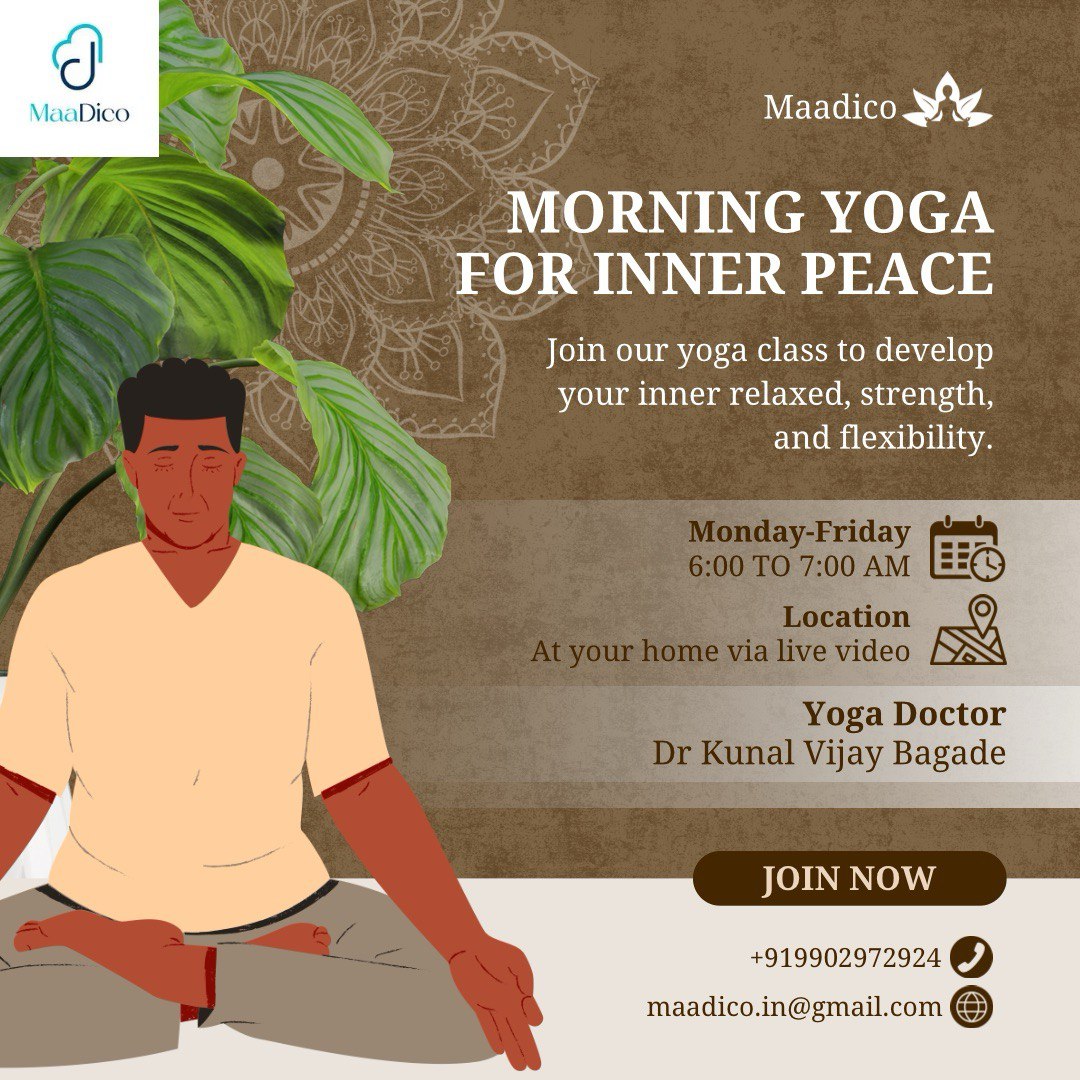 MaaDico
Maadico
MORNING YOGA
FOR INNER PEACE
Join our yoga class to develop
your inner relaxed, strength,
and flexibility.
Monday-Friday
6:00 TO 7:00 AM
Location
At your home via live video
Yoga Doctor
Dr Kunal Vijay Bagade
JOIN NOW
+919902972924
maadico.in@gmail.com